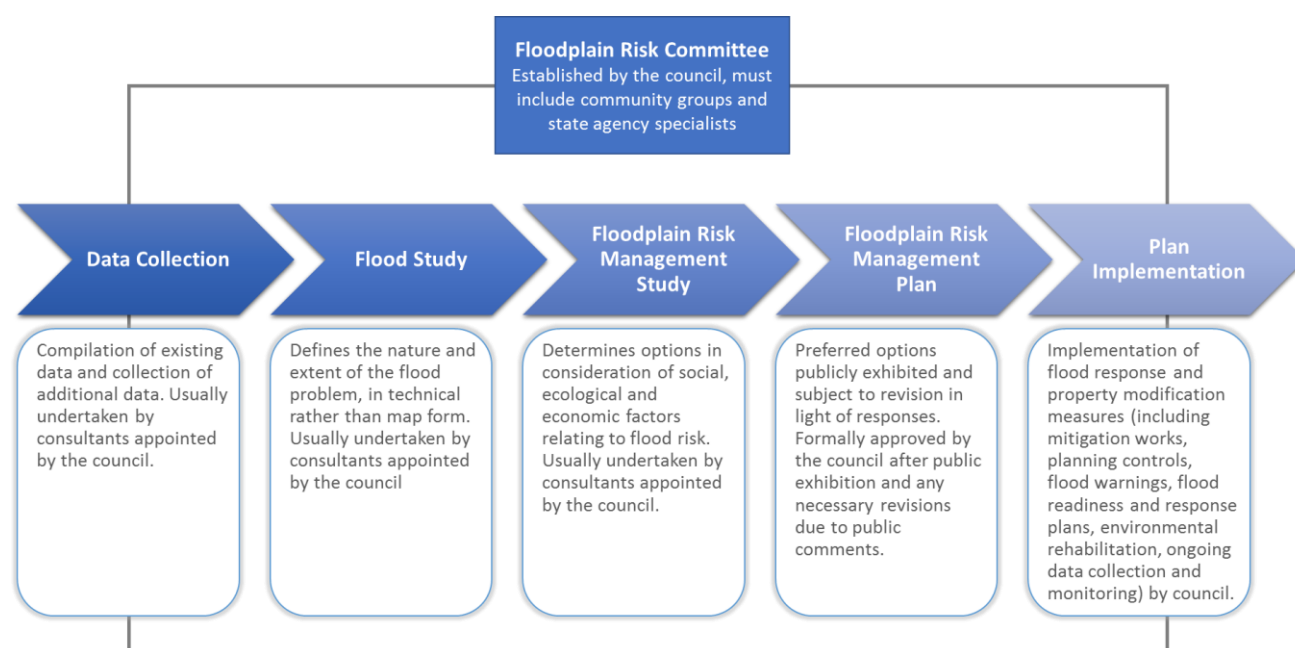 Floodplain Risk Committee
Established by the council, must
include community groups and
state agency specialists
Data Collection
Flood Study
Floodplain Risk
Management
Study
Floodplain Risk
Management
Plan
Plan
Implementation
Compilation of existing
data and collection of
additional data. Usually
undertaken by
consultants appointed
by the council.
Defines the nature and
extent of the flood
problem, in technical
rather than map form.
Usually undertaken by
consultants appointed
by the council
Determines options in
consideration of social,
ecological and
economic factors
relating to flood risk.
Usually undertaken by
consultants appointed
by the council.
Preferred options
publicly exhibited and
subject to revision in
light of responses.
Formally approved by
the council after public
exhibition and any
necessary revisions
due to public
comments.
Implementation of
flood response and
property modification
measures (including
mitigation works,
planning controls,
flood warnings, flood
readiness and response
plans, environmental
rehabilitation, ongoing
data collection and
monitoring) by council.